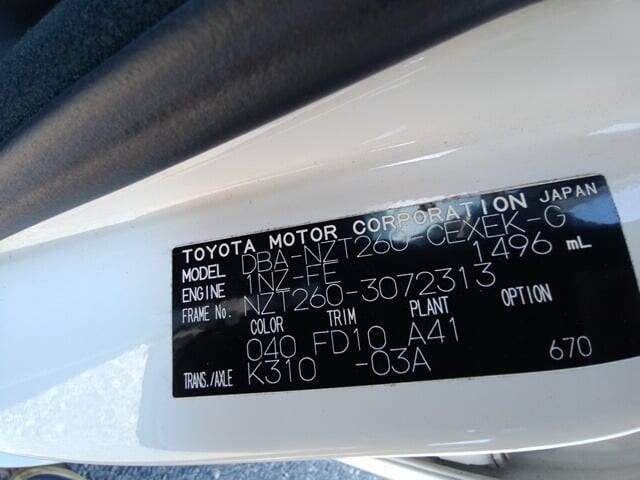 TOYOTA MOTOR CORPORATION JAPAN
MODEL DBA-NZT260-CEXEK-G
ENGINE 1NZ-FE 1496 mL
FRAME No. NZT260-3072313
COLOR TRIM PLANT OPTION
040 FD10 A41
TRANS./AXLE K310 -03A 670